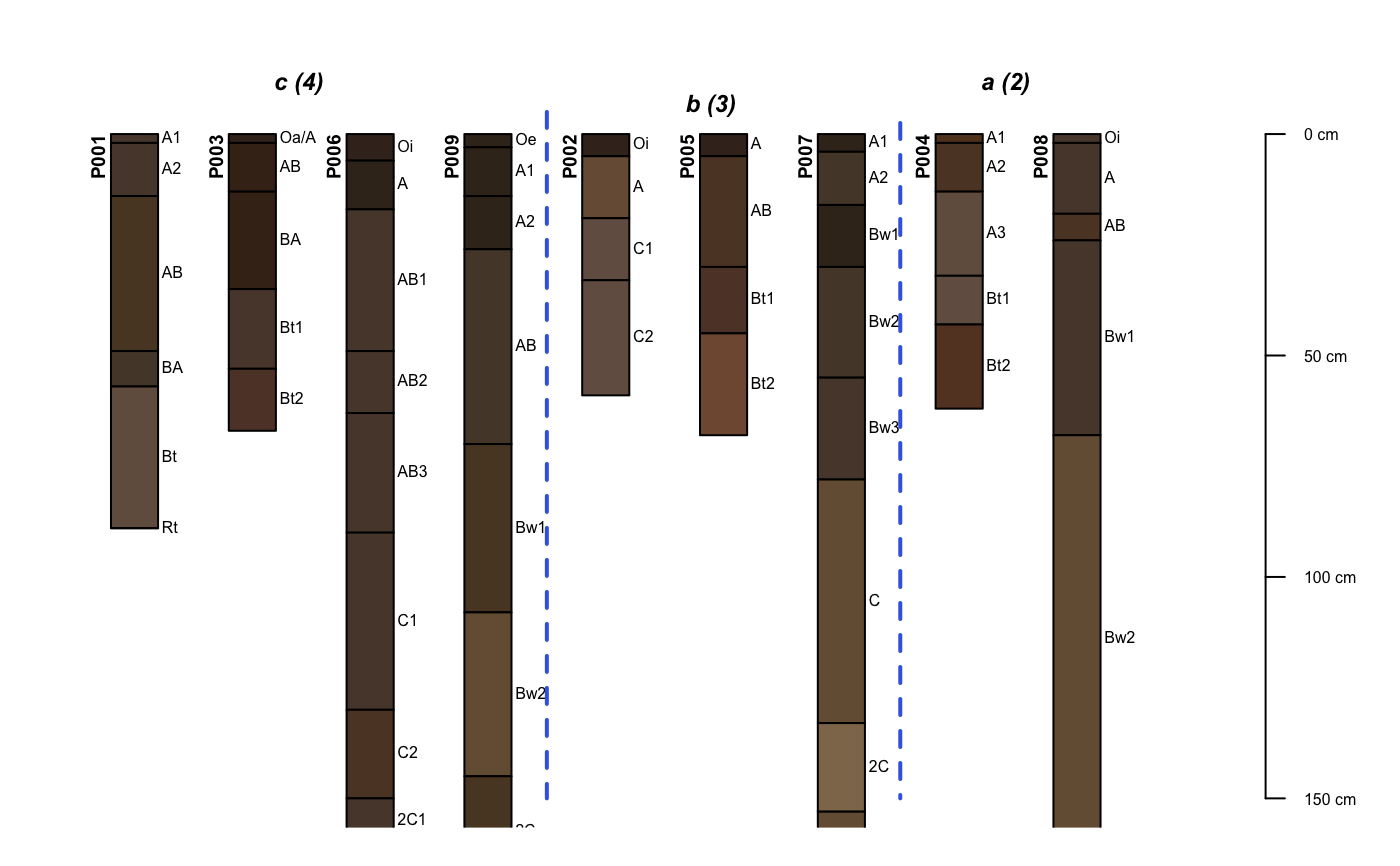 c (4)
b (3)
a (2)
P001
A1
A2
AB
BA
Bt
Rt
P003
Oa/A
AB
BA
Bt1
Bt2
P006
Oi
A
AB1
AB2
AB3
C1
C2
2C1
P009
Oe
A1
A2
AB
Bw1
Bw2
P002
Oi
A
C1
C2
P005
A
AB
Bt1
Bt2
P007
A1
A2
Bw1
Bw2
Bw3
C
2C
P004
A1
A2
A3
Bt1
Bt2
P008
Oi
A
AB
Bw1
Bw2
0 cm
50 cm
100 cm
150 cm